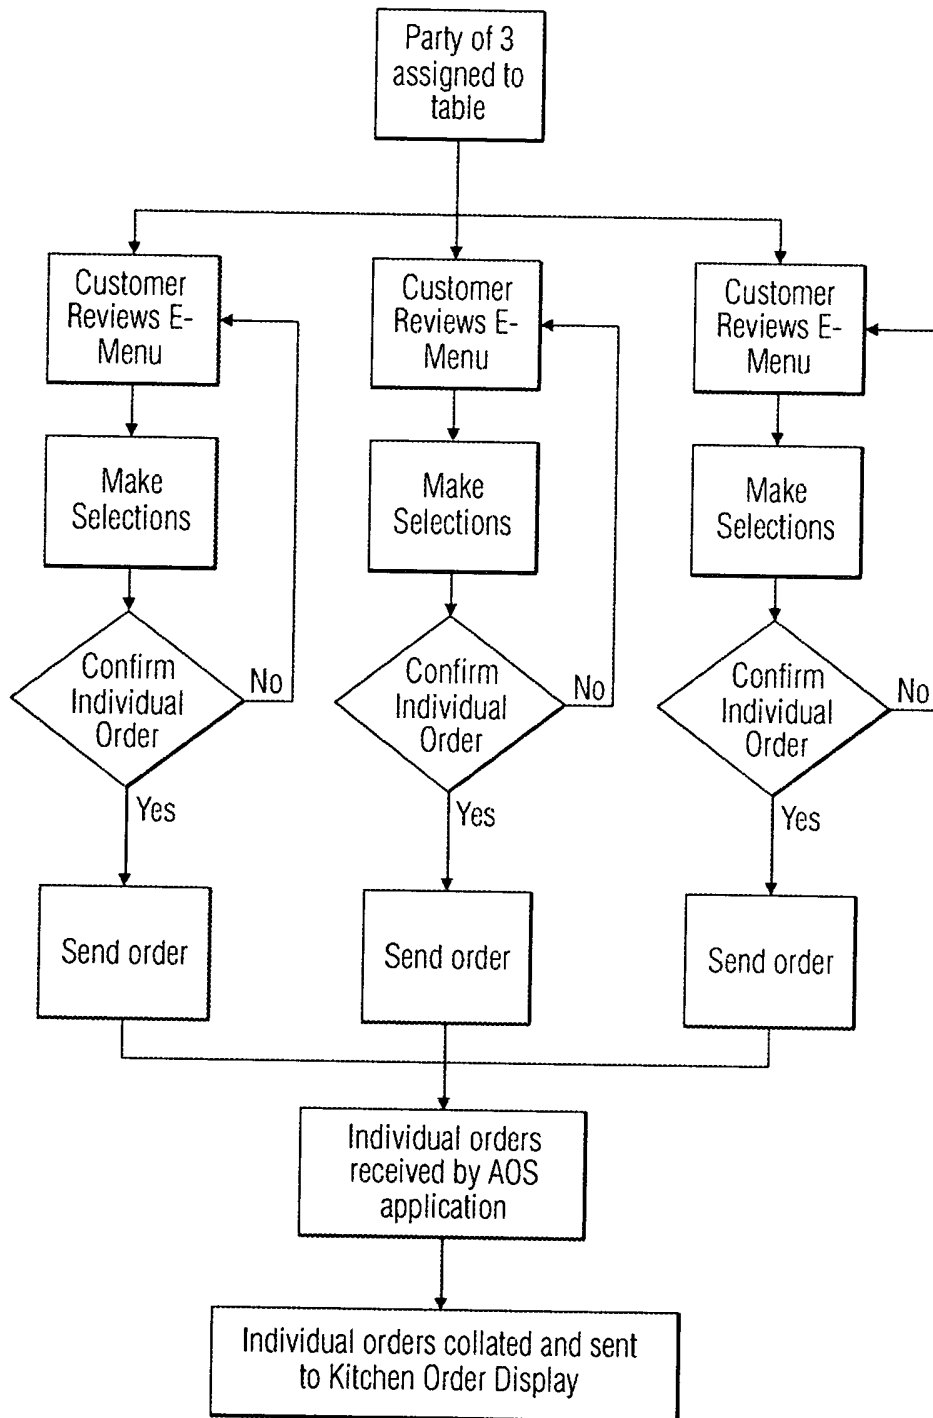 Party of 3
assigned to
table
Customer
Reviews E-
Menu
Make
Selections
Confirm
Individual
Order
No
Yes
Send order
Customer
Reviews E-
Menu
Make
Selections
Confirm
Individual
Order
No
Yes
Send order
Customer
Reviews E-
Menu
Make
Selections
Confirm
Individual
Order
No
Yes
Send order
Individual orders
received by AOS
application
Individual orders collated and sent
to Kitchen Order Display